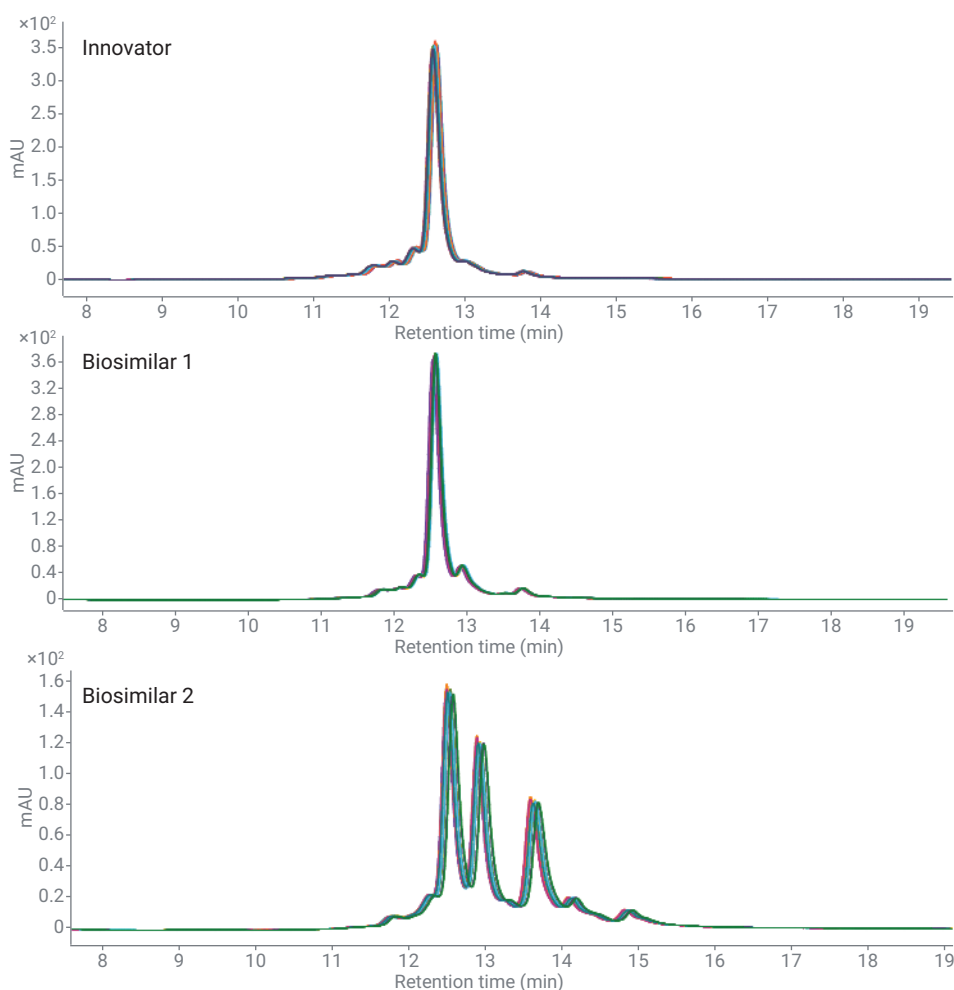 ×10²
Innovator
3.5
3.0
2.5
2.0
1.5
1.0
0.5
0
mAU
8 9 10 11 12 13 14 15 16 17 18 19
Retention time (min)
×10²
Biosimilar 1
3.6
3.2
2.8
2.4
2.0
1.6
1.2
0.8
0.4
0
mAU
8 9 10 11 12 13 14 15 16 17 18 19
Retention time (min)
×10²
Biosimilar 2
1.6
1.4
1.2
1.0
0.8
0.6
0.4
0.2
0
mAU
8 9 10 11 12 13 14 15 16 17 18 19
Retention time (min)